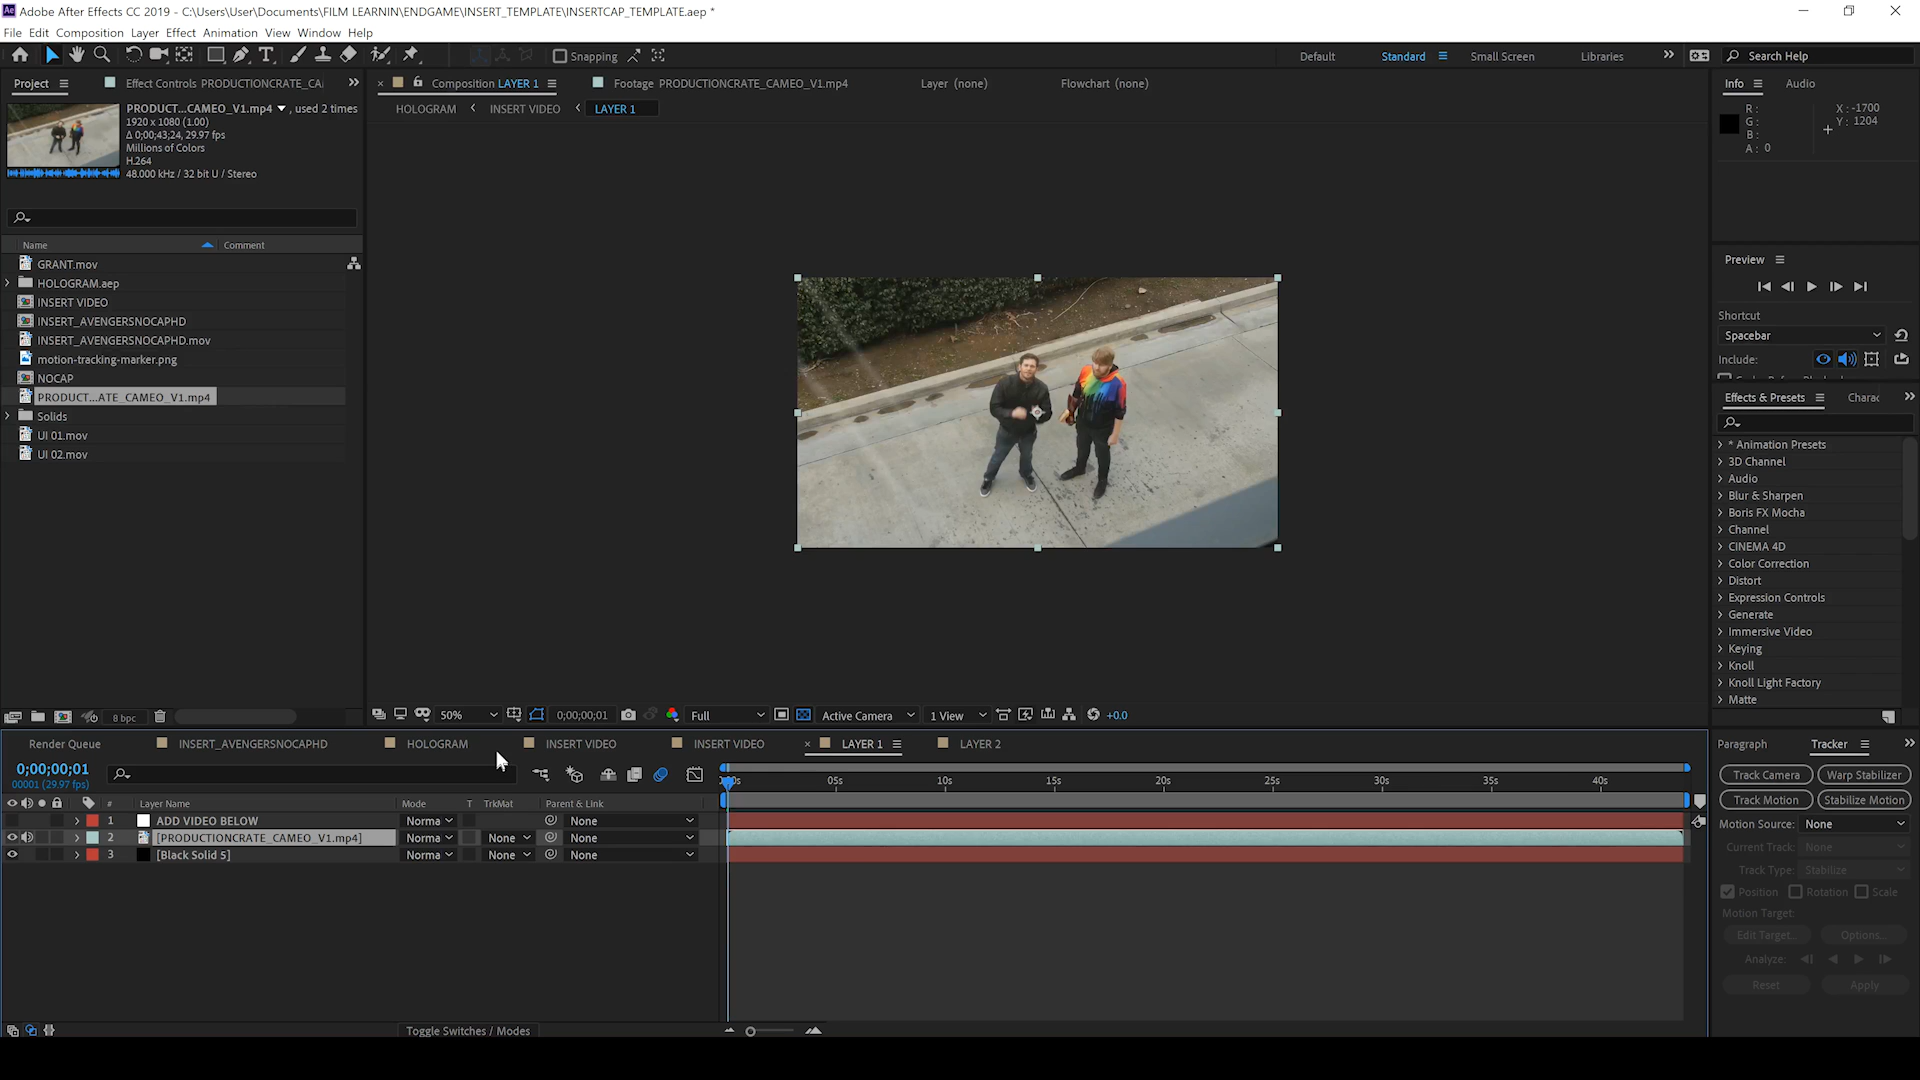 Adobe After Effects CC 2019 - C:\Users\User\Documents\FILM LEARNIN\ENDGAME\INSERT_TEMPLATE\INSERTCAP_TEMPLATE.aep *
File Edit Composition Layer Effect Animation View Window Help
Snapping
Default Standard Small Screen Libraries Search Help
Project Effect Controls PRODUCTIONCRATE_CA
Composition LAYER 1 Footage PRODUCTIONCRATE_CAMEO_V1.mp4 Layer (none) Flowchart (none)
Info Audio
HOLOGRAM INSERT VIDEO LAYER 1
PRODUCT...CAMEO_V1.mp4 , used 2 times
1920 x 1080 (1.00)
Δ 0;00;43;24, 29.97 fps
Millions of Colors
H.264
48.000 kHz / 32 bit U / Stereo
R :
G :
B :
A : 0
X : -1700
Y : 1204
Name Comment
GRANT.mov
HOLOGRAM.aep
INSERT VIDEO
INSERT_AVENGERSNOCAPHD
INSERT_AVENGERSNOCAPHD.mov
motion-tracking-marker.png
NOCAP
PRODUCT...ATE_CAMEO_V1.mp4
Solids
UI 01.mov
UI 02.mov
8 bpc
Preview
Shortcut
Spacebar
Include:
Effects & Presets Charac
* Animation Presets
3D Channel
Audio
Blur & Sharpen
Boris FX Mocha
Channel
CINEMA 4D
Color Correction
Distort
Expression Controls
Generate
Immersive Video
Keying
Knoll
Knoll Light Factory
Matte
50% 0;00;00;01 Full Active Camera 1 View +0.0
Render Queue INSERT_AVENGERSNOCAPHD HOLOGRAM INSERT VIDEO INSERT VIDEO LAYER 1 LAYER 2
0;00;00;01
00001 (29.97 fps)
# Layer Name Mode T TrkMat Parent & Link
1 ADD VIDEO BELOW Norma None
2 [PRODUCTIONCRATE_CAMEO_V1.mp4] Norma None None
3 [Black Solid 5] Norma None None
05s 10s 15s 20s 25s 30s 35s 40s
Toggle Switches / Modes
Paragraph Tracker
Track Camera Warp Stabilizer
Track Motion Stabilize Motion
Motion Source: None
Current Track: None
Track Type: Stabilize
Position Rotation Scale
Motion Target:
Edit Target... Options...
Analyze:
Reset Apply